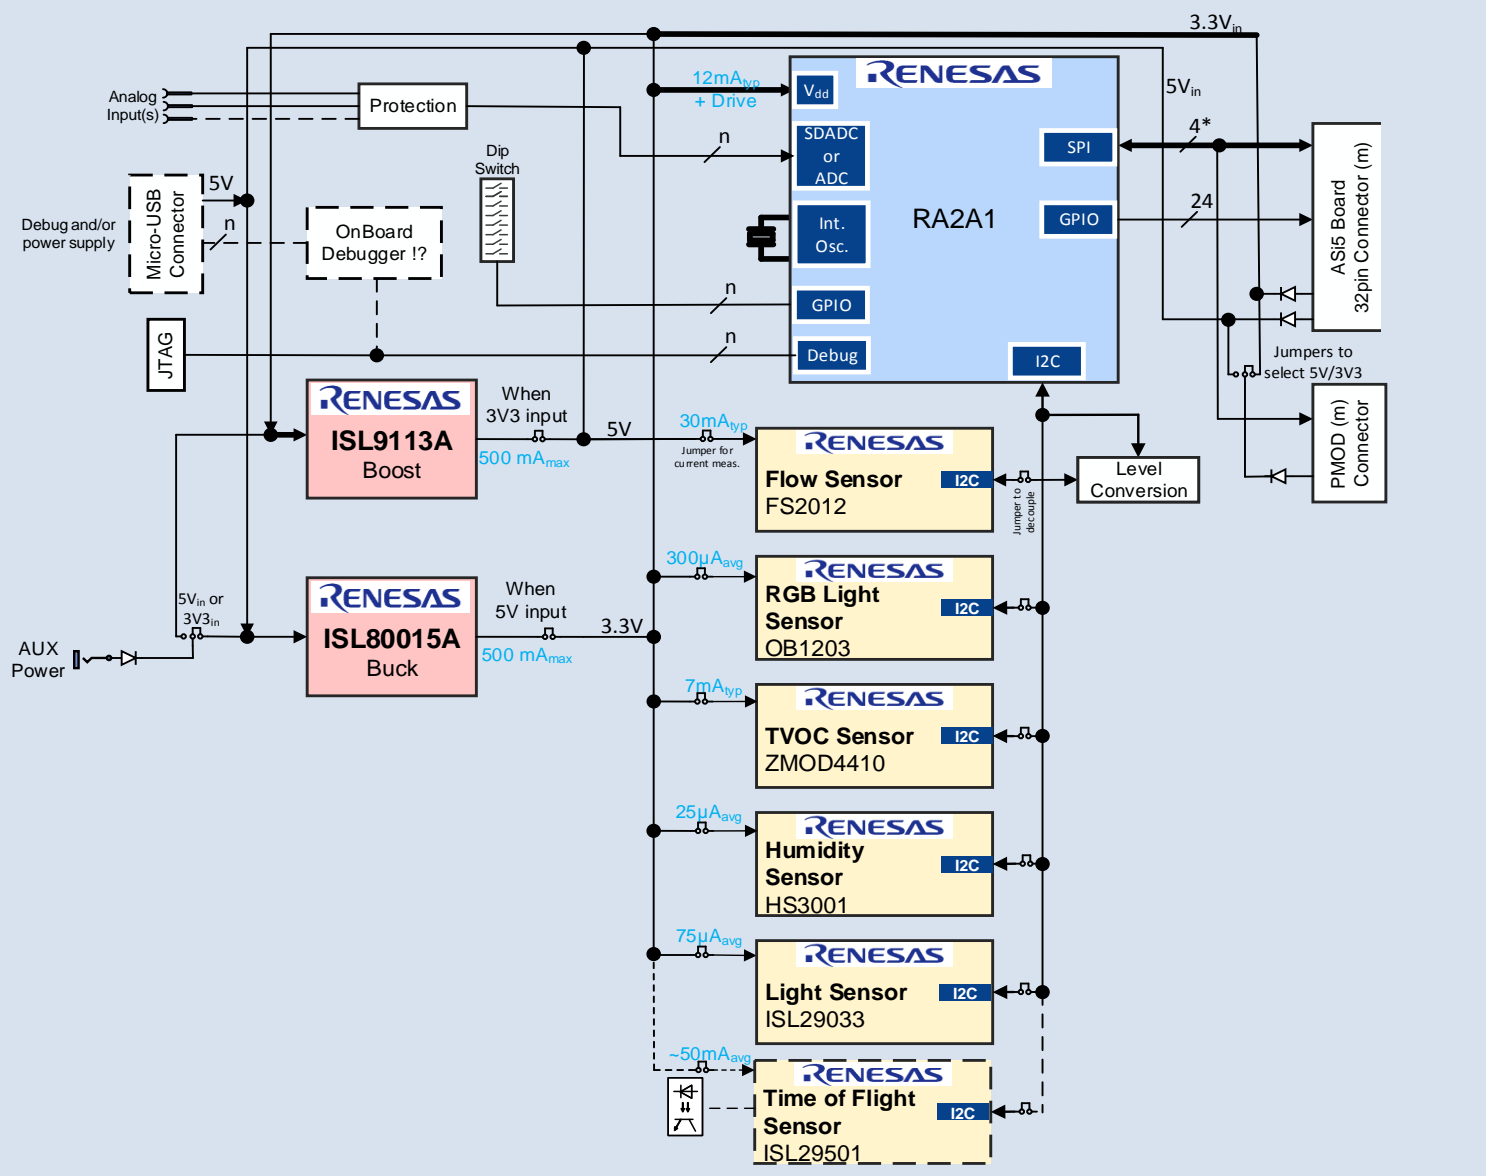 3.3Vin
RENESAS
12mAtyp
+ Drive
Vdd
5Vin
Analog
Input(s)
Protection
n
SDADC
or
ADC
SPI
4*
Dip
Switch
5V
n
Micro-USB
Connector
Debug and/or
power supply
OnBoard
Debugger !?
Int.
Osc.
RA2A1
GPIO
24
ASi5 Board
32pin Connector (m)
n
GPIO
JTAG
n
Debug
I2C
Jumpers to
select 5V/3V3
PMOD (m)
Connector
RENESAS
ISL9113A
Boost
When
3V3 input
500 mAmax
5V
30mAtyp
Jumper for
current meas.
RENESAS
Flow Sensor
FS2012
I2C
Jumper to
decouple
Level
Conversion
300µAavg
RENESAS
RGB Light
Sensor
OB1203
I2C
5Vin or
3V3in
AUX
Power
RENESAS
ISL80015A
Buck
When
5V input
500 mAmax
3.3V
7mAtyp
RENESAS
TVOC Sensor
ZMOD4410
I2C
25µAavg
RENESAS
Humidity
Sensor
HS3001
I2C
75µAavg
RENESAS
Light Sensor
ISL29033
I2C
~50mAavg
RENESAS
Time of Flight
Sensor
ISL29501
I2C